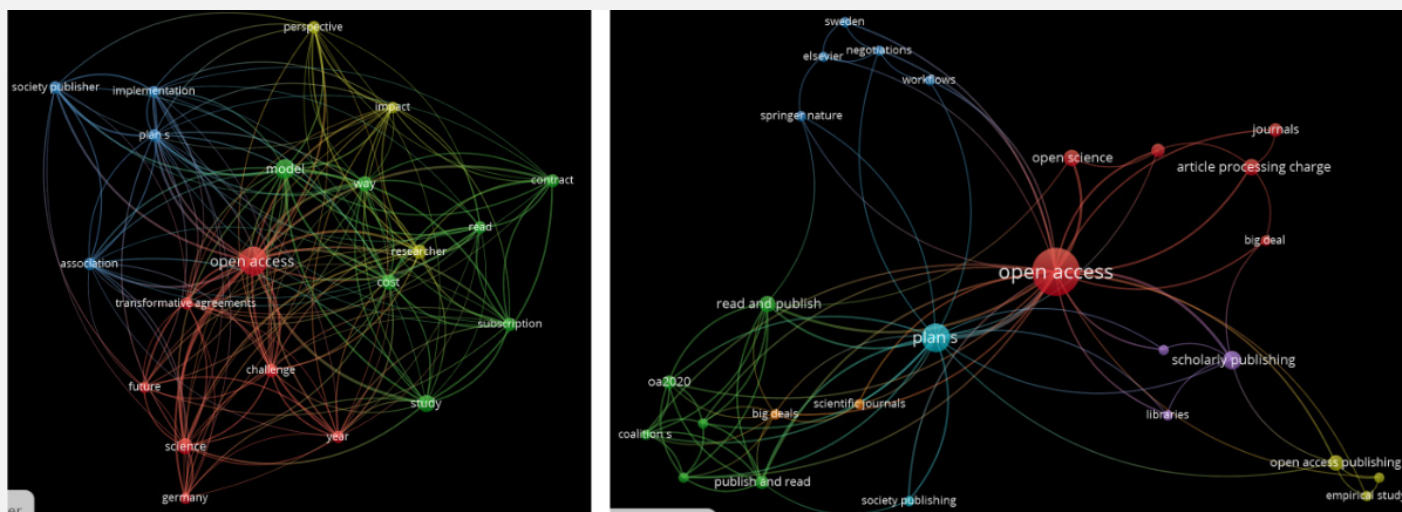 perspective
society publisher
implementation
impact
plan s
model
way
contract
read
researcher
open access
association
cost
transformative agreements
subscription
challenge
future
study
year
science
germany
er
sweden
negotiations
elsevier
workflows
springer nature
journals
open science
article processing charge
big deal
open access
read and publish
plan s
scholarly publishing
oa2020
scientific journals
big deals
libraries
coalition s
open access publishing
publish and read
empirical study
society publishing